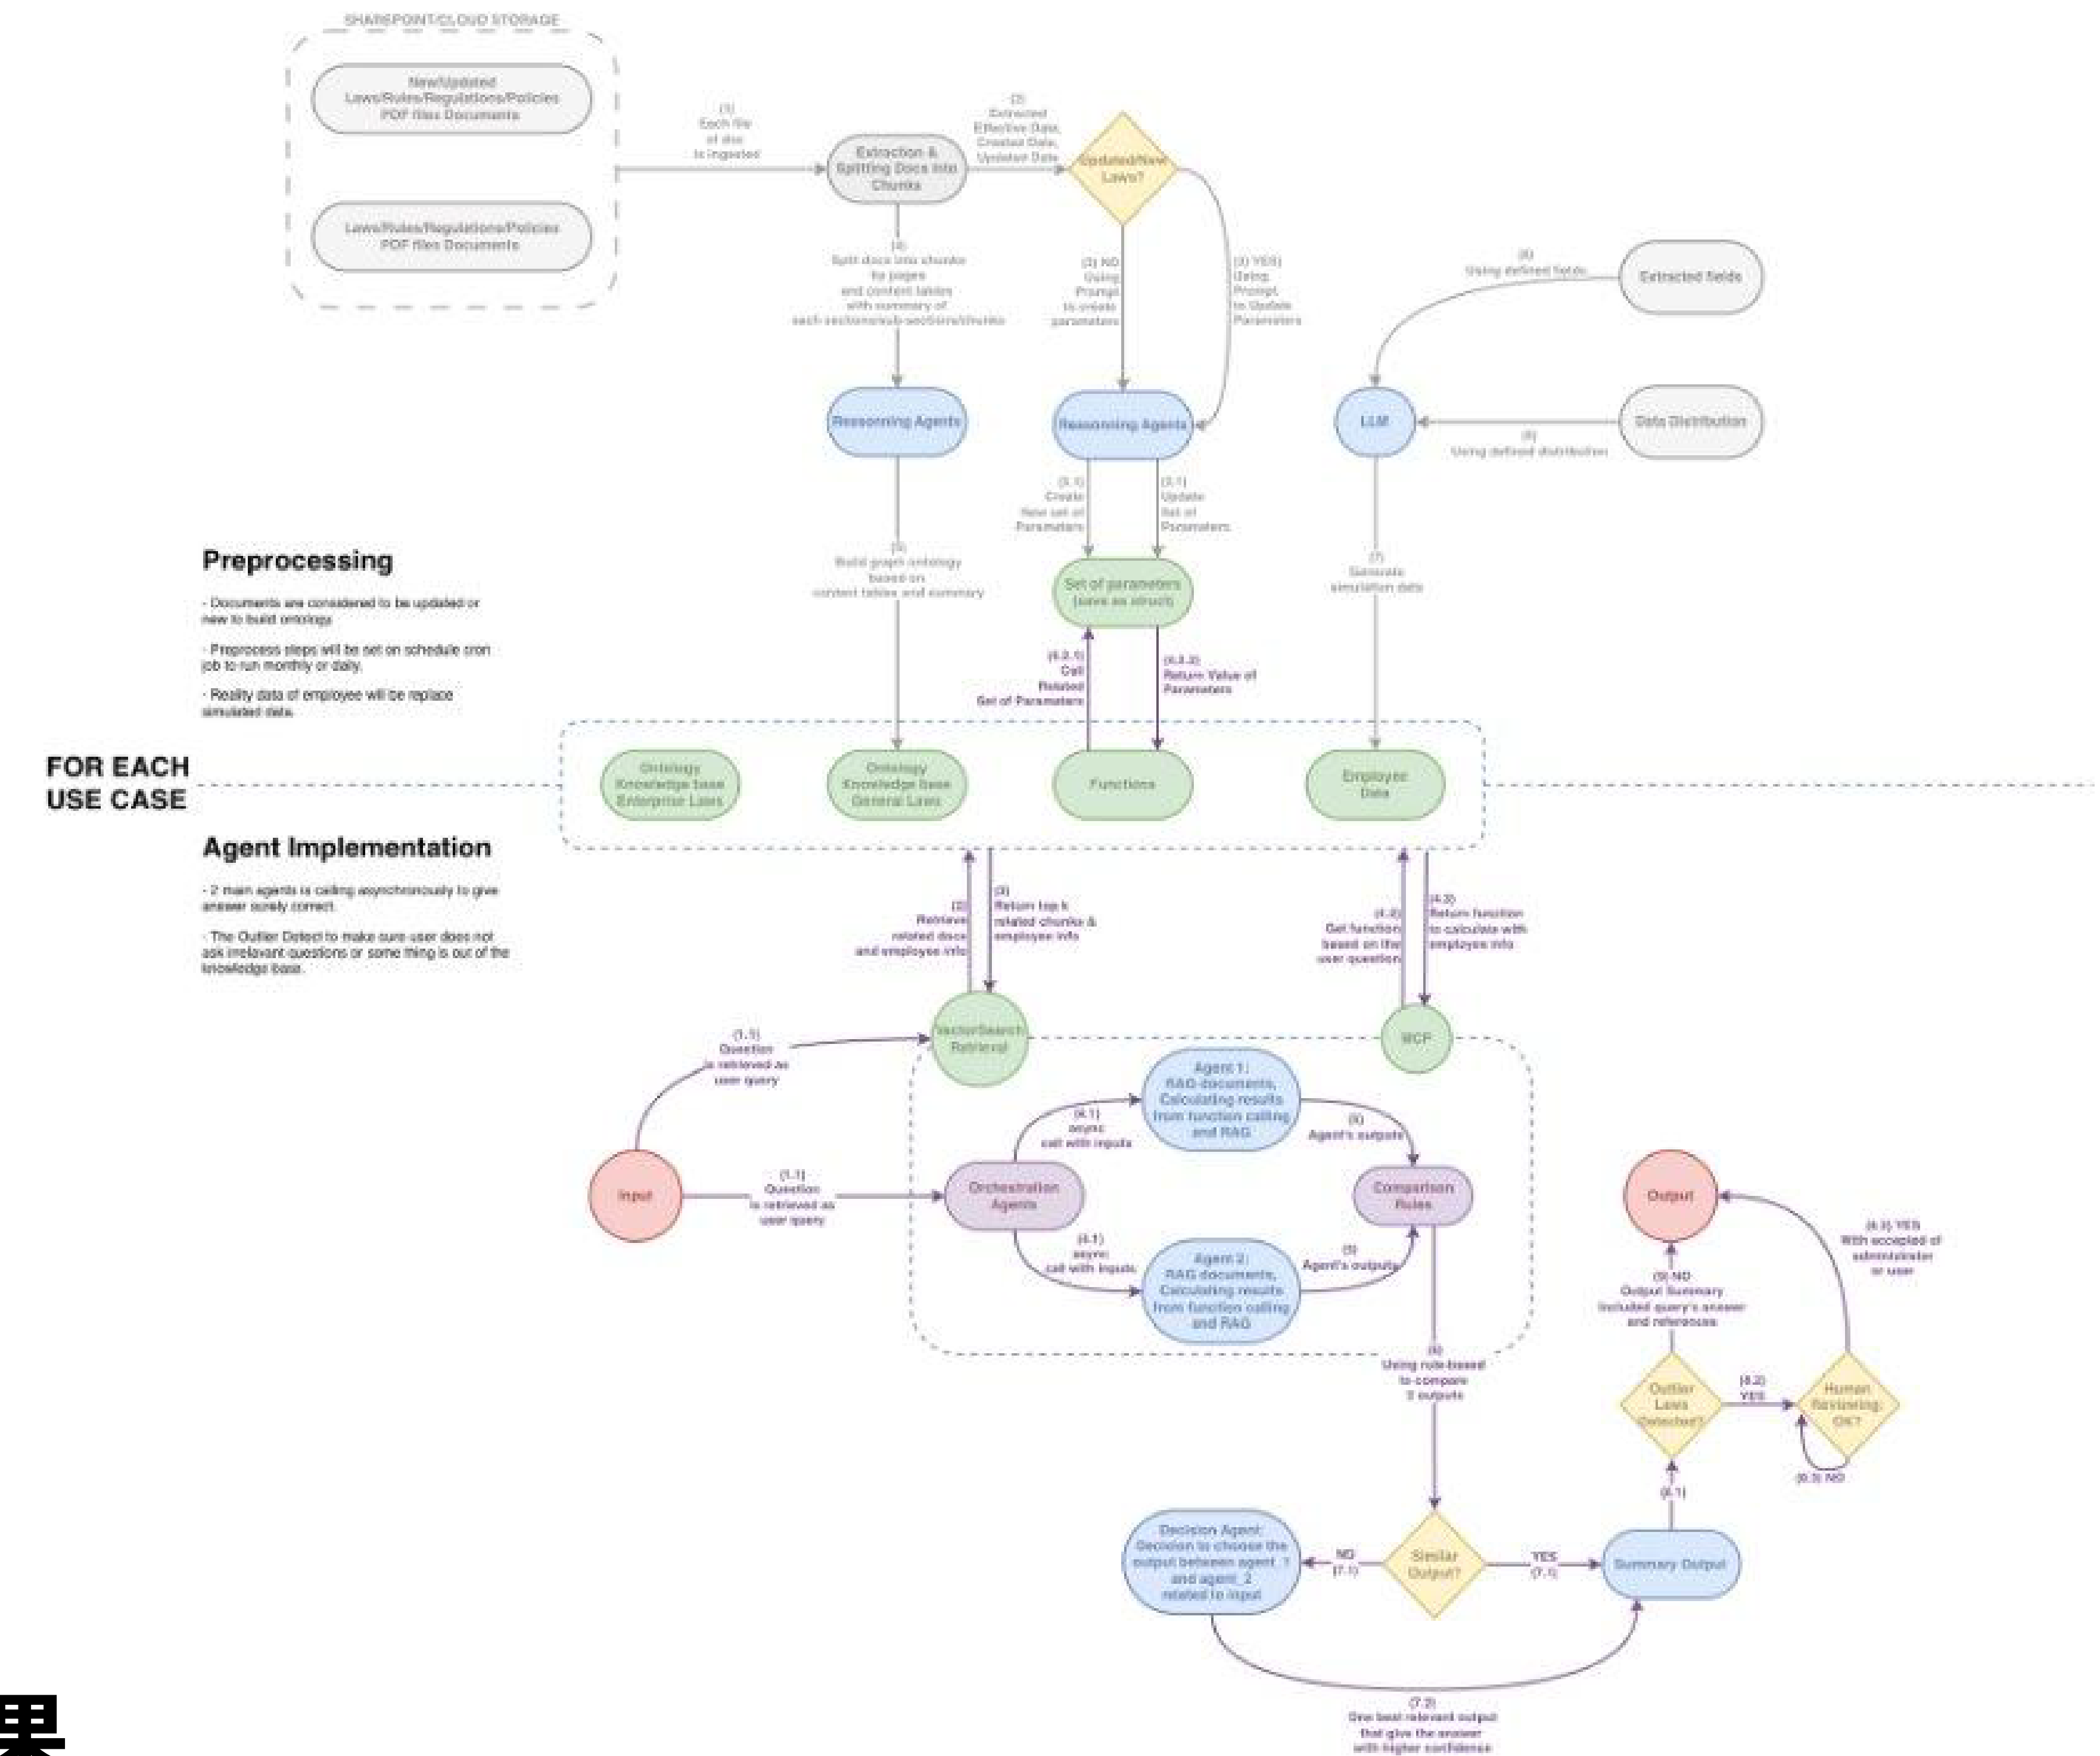 SHAREPOINT/CLOUD STORAGE
New/Updated
Laws/Rules/Regulations/Policies
PDF files Documents
Laws/Rules/Regulations/Policies
PDF files Documents
(1)
Each file
of doc
is ingested
Extraction &
Splitting Docs into
Chunks
(2)
Extracted
Effective Date,
Created Date,
Updated Date
Updated/New
Laws?
(4)
Split docs into chunks
by pages
and content tables
with summary of
each sections/sub-sections/chunks
(3) NO
Using
Prompt
to create
parameters
(3) YES)
Using
Prompt
to Update
Parameters
Using defined fields
Extracted fields
Reasonning Agents
Reasonning Agents
LLM
Data Distribution
Using defined distribution
(3.1)
Create
New set of
Parameters
(3.1)
Update
Set of
Parameters
(5)
Build graph ontology
based on
content tables and summary
Set of parameters
(save as struct)
(7)
Generate
simulation data
Preprocessing
- Documents are considered to be updated or
new to build ontology.
- Preprocess steps will be set on schedule cron
job to run monthly or daily.
- Reality data of employee will be replace
simulated data.
(4.2.1)
Call
Related
Set of Parameters
(4.2.2)
Return Value of
Parameters
FOR EACH
USE CASE
Ontology
Knowledge base
Enterprise Laws
Ontology
Knowledge base
General Laws
Functions
Employee
Data
Agent Implementation
- 2 main agents is calling asynchronously to give
answer surely correct.
- The Outlier Detect to make sure user does not
ask irrelavant questions or some thing is out of the
knowledge base.
(2)
Retrieve
related docs
and employee info
(3)
Return top k
related chunks &
employee info
(4.2)
Get function
based on the
user question
(4.3)
Return function
to calculate with
employee info
VectorSearch
Retrieval
MCP
(1.1)
Question
is retrieved as
user query
Agent 1:
RAG documents,
Calculating results
from function calling
and RAG
(4.1)
async
call with inputs
(5)
Agent's outputs
Input
(1.1)
Question
is retrieved as
user query
Orchestration
Agents
Comparison
Rules
Output
(4.1)
async
call with inputs
Agent 2:
RAG documents,
Calculating results
from function calling
and RAG
(5)
Agent's outputs
(8.3) YES
With accepted of
administrator
or user
(9) NO
Output Summary
included query's answer
and references
(6)
Using rule-based
to compare
2 outputs
Outlier
Laws
Detected?
(8.2)
YES
Human
Reviewing:
OK?
(8.3) NO
(8.1)
Decision Agent:
Decision to choose the
output between agent_1
and agent_2
related to input
NO
(7.1)
Similar
Output?
YES
(7.1)
Summary Output
(7.2)
One best relevant output
that give the answer
with higher confidence